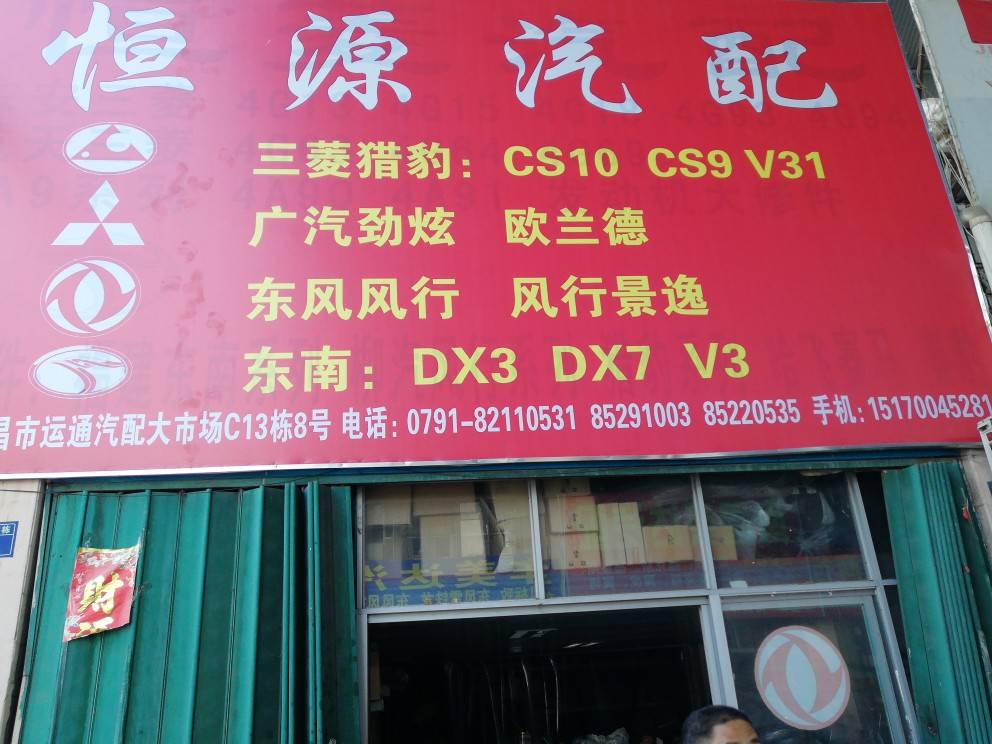 恒源汽配
三菱猎豹：CS10 CS9 V31
广汽劲炫 欧兰德
东风风行 风行景逸
东南：DX3 DX7 V3
昌市运通汽配大市场C13栋8号 电话：0791-82110531 85291003 85220535 手机：15170045281
栋
财